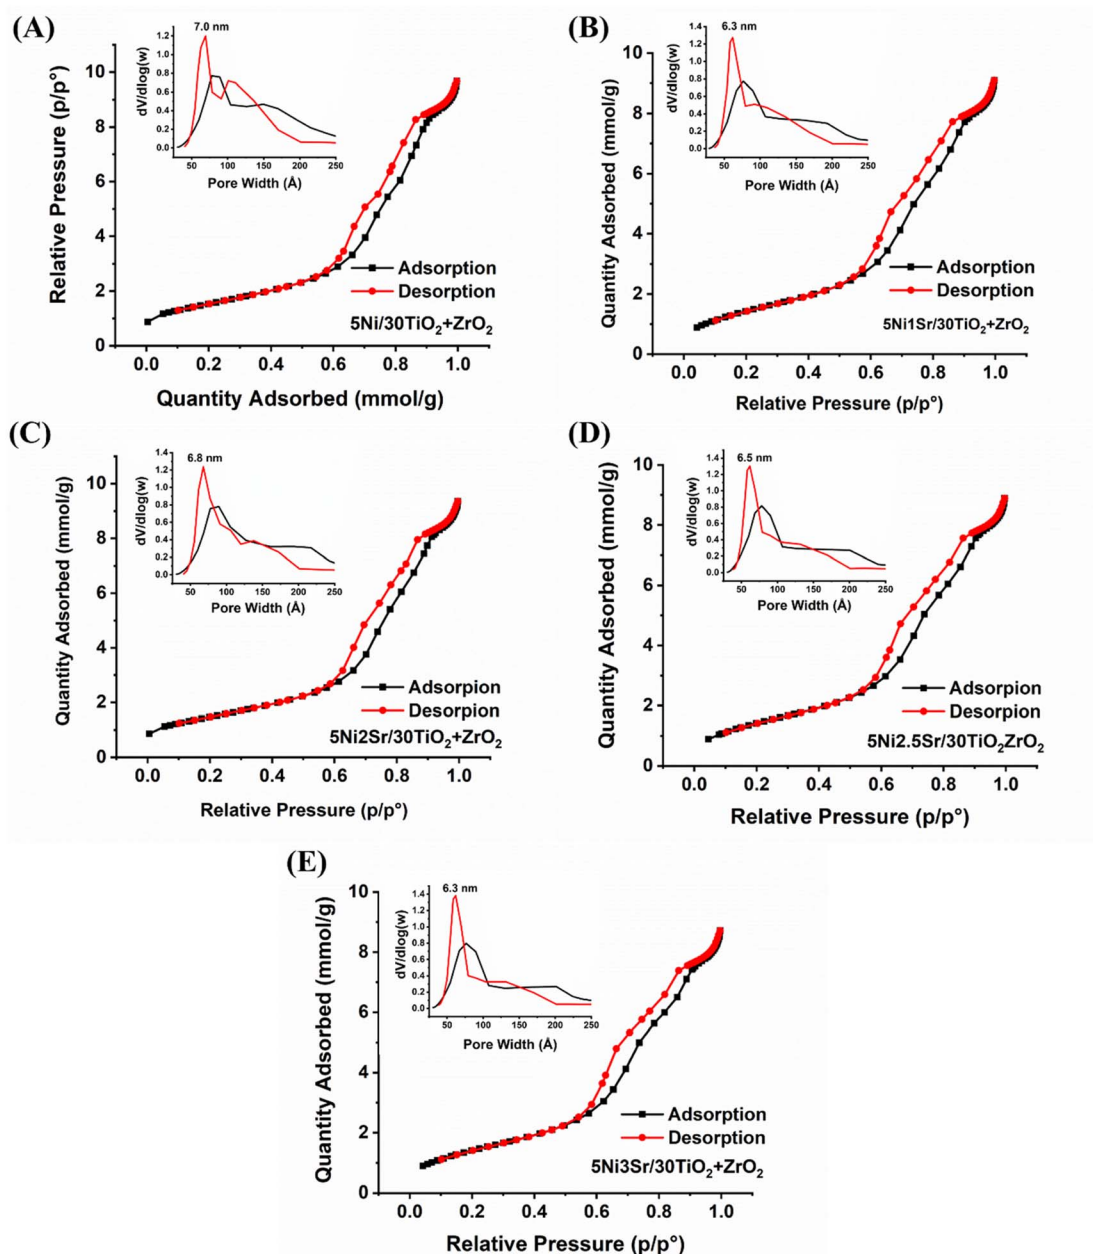 (A)
7.0 nm
1.2
1.0
0.8
0.6
0.4
0.2
0.0
dV/dlog(w)
50 100 150 200 250
Pore Width (Å)
10
8
6
4
2
0
Relative Pressure (p/p°)
Adsorption
Desorption
5Ni/30TiO₂+ZrO₂
0.0 0.2 0.4 0.6 0.8 1.0
Quantity Adsorbed (mmol/g)
(B)
6.3 nm
1.4
1.2
1.0
0.8
0.6
0.4
0.2
0.0
dV/dlog(w)
50 100 150 200 250
Pore Width (Å)
10
8
6
4
2
0
Quantity Adsorbed (mmol/g)
Adsorption
Desorption
5Ni1Sr/30TiO₂+ZrO₂
0.0 0.2 0.4 0.6 0.8 1.0
Relative Pressure (p/p°)
(C)
6.8 nm
1.4
1.2
1.0
0.8
0.6
0.4
0.2
0.0
dV/dlog(w)
50 100 150 200 250
Pore Width (Å)
10
8
6
4
2
0
Quantity Adsorbed (mmol/g)
Adsorpion
Desorpion
5Ni2Sr/30TiO₂+ZrO₂
0.0 0.2 0.4 0.6 0.8 1.0
Relative Pressure (p/p°)
(D)
6.5 nm
1.4
1.2
1.0
0.8
0.6
0.4
0.2
0.0
dV/dlog(w)
50 100 150 200 250
Pore Width (Å)
10
8
6
4
2
0
Quantity Adsorbed (mmol/g)
Adsorpion
Desorpion
5Ni2.5Sr/30TiO₂ZrO₂
0.0 0.2 0.4 0.6 0.8 1.0
Relative Pressure (p/p°)
(E)
6.3 nm
1.4
1.2
1.0
0.8
0.6
0.4
0.2
0.0
dV/dlog(w)
50 100 150 200 250
Pore Width (Å)
10
8
6
4
2
0
Quantity Adsorbed (mmol/g)
Adsorption
Desorption
5Ni3Sr/30TiO₂+ZrO₂
0.0 0.2 0.4 0.6 0.8 1.0
Relative Pressure (p/p°)